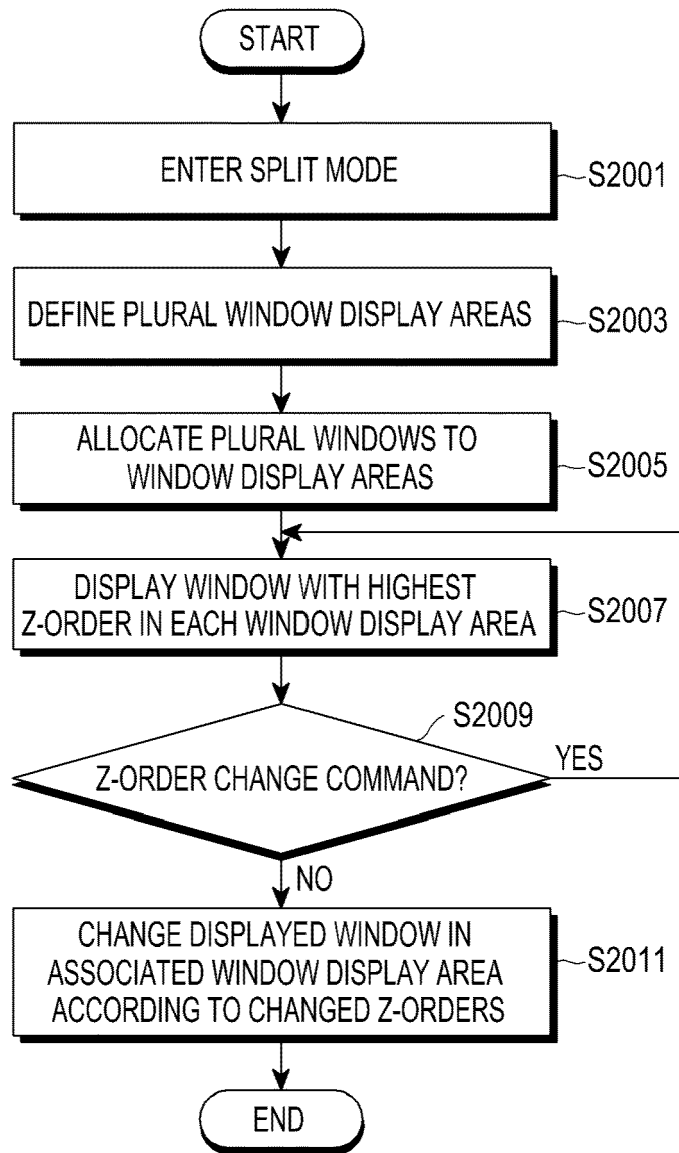 START
ENTER SPLIT MODE
S2001
DEFINE PLURAL WINDOW DISPLAY AREAS
S2003
ALLOCATE PLURAL WINDOWS TO
WINDOW DISPLAY AREAS
S2005
DISPLAY WINDOW WITH HIGHEST
Z-ORDER IN EACH WINDOW DISPLAY AREA
S2007
S2009
Z-ORDER CHANGE COMMAND?
YES
NO
CHANGE DISPLAYED WINDOW IN
ASSOCIATED WINDOW DISPLAY AREA
ACCORDING TO CHANGED Z-ORDERS
S2011
END